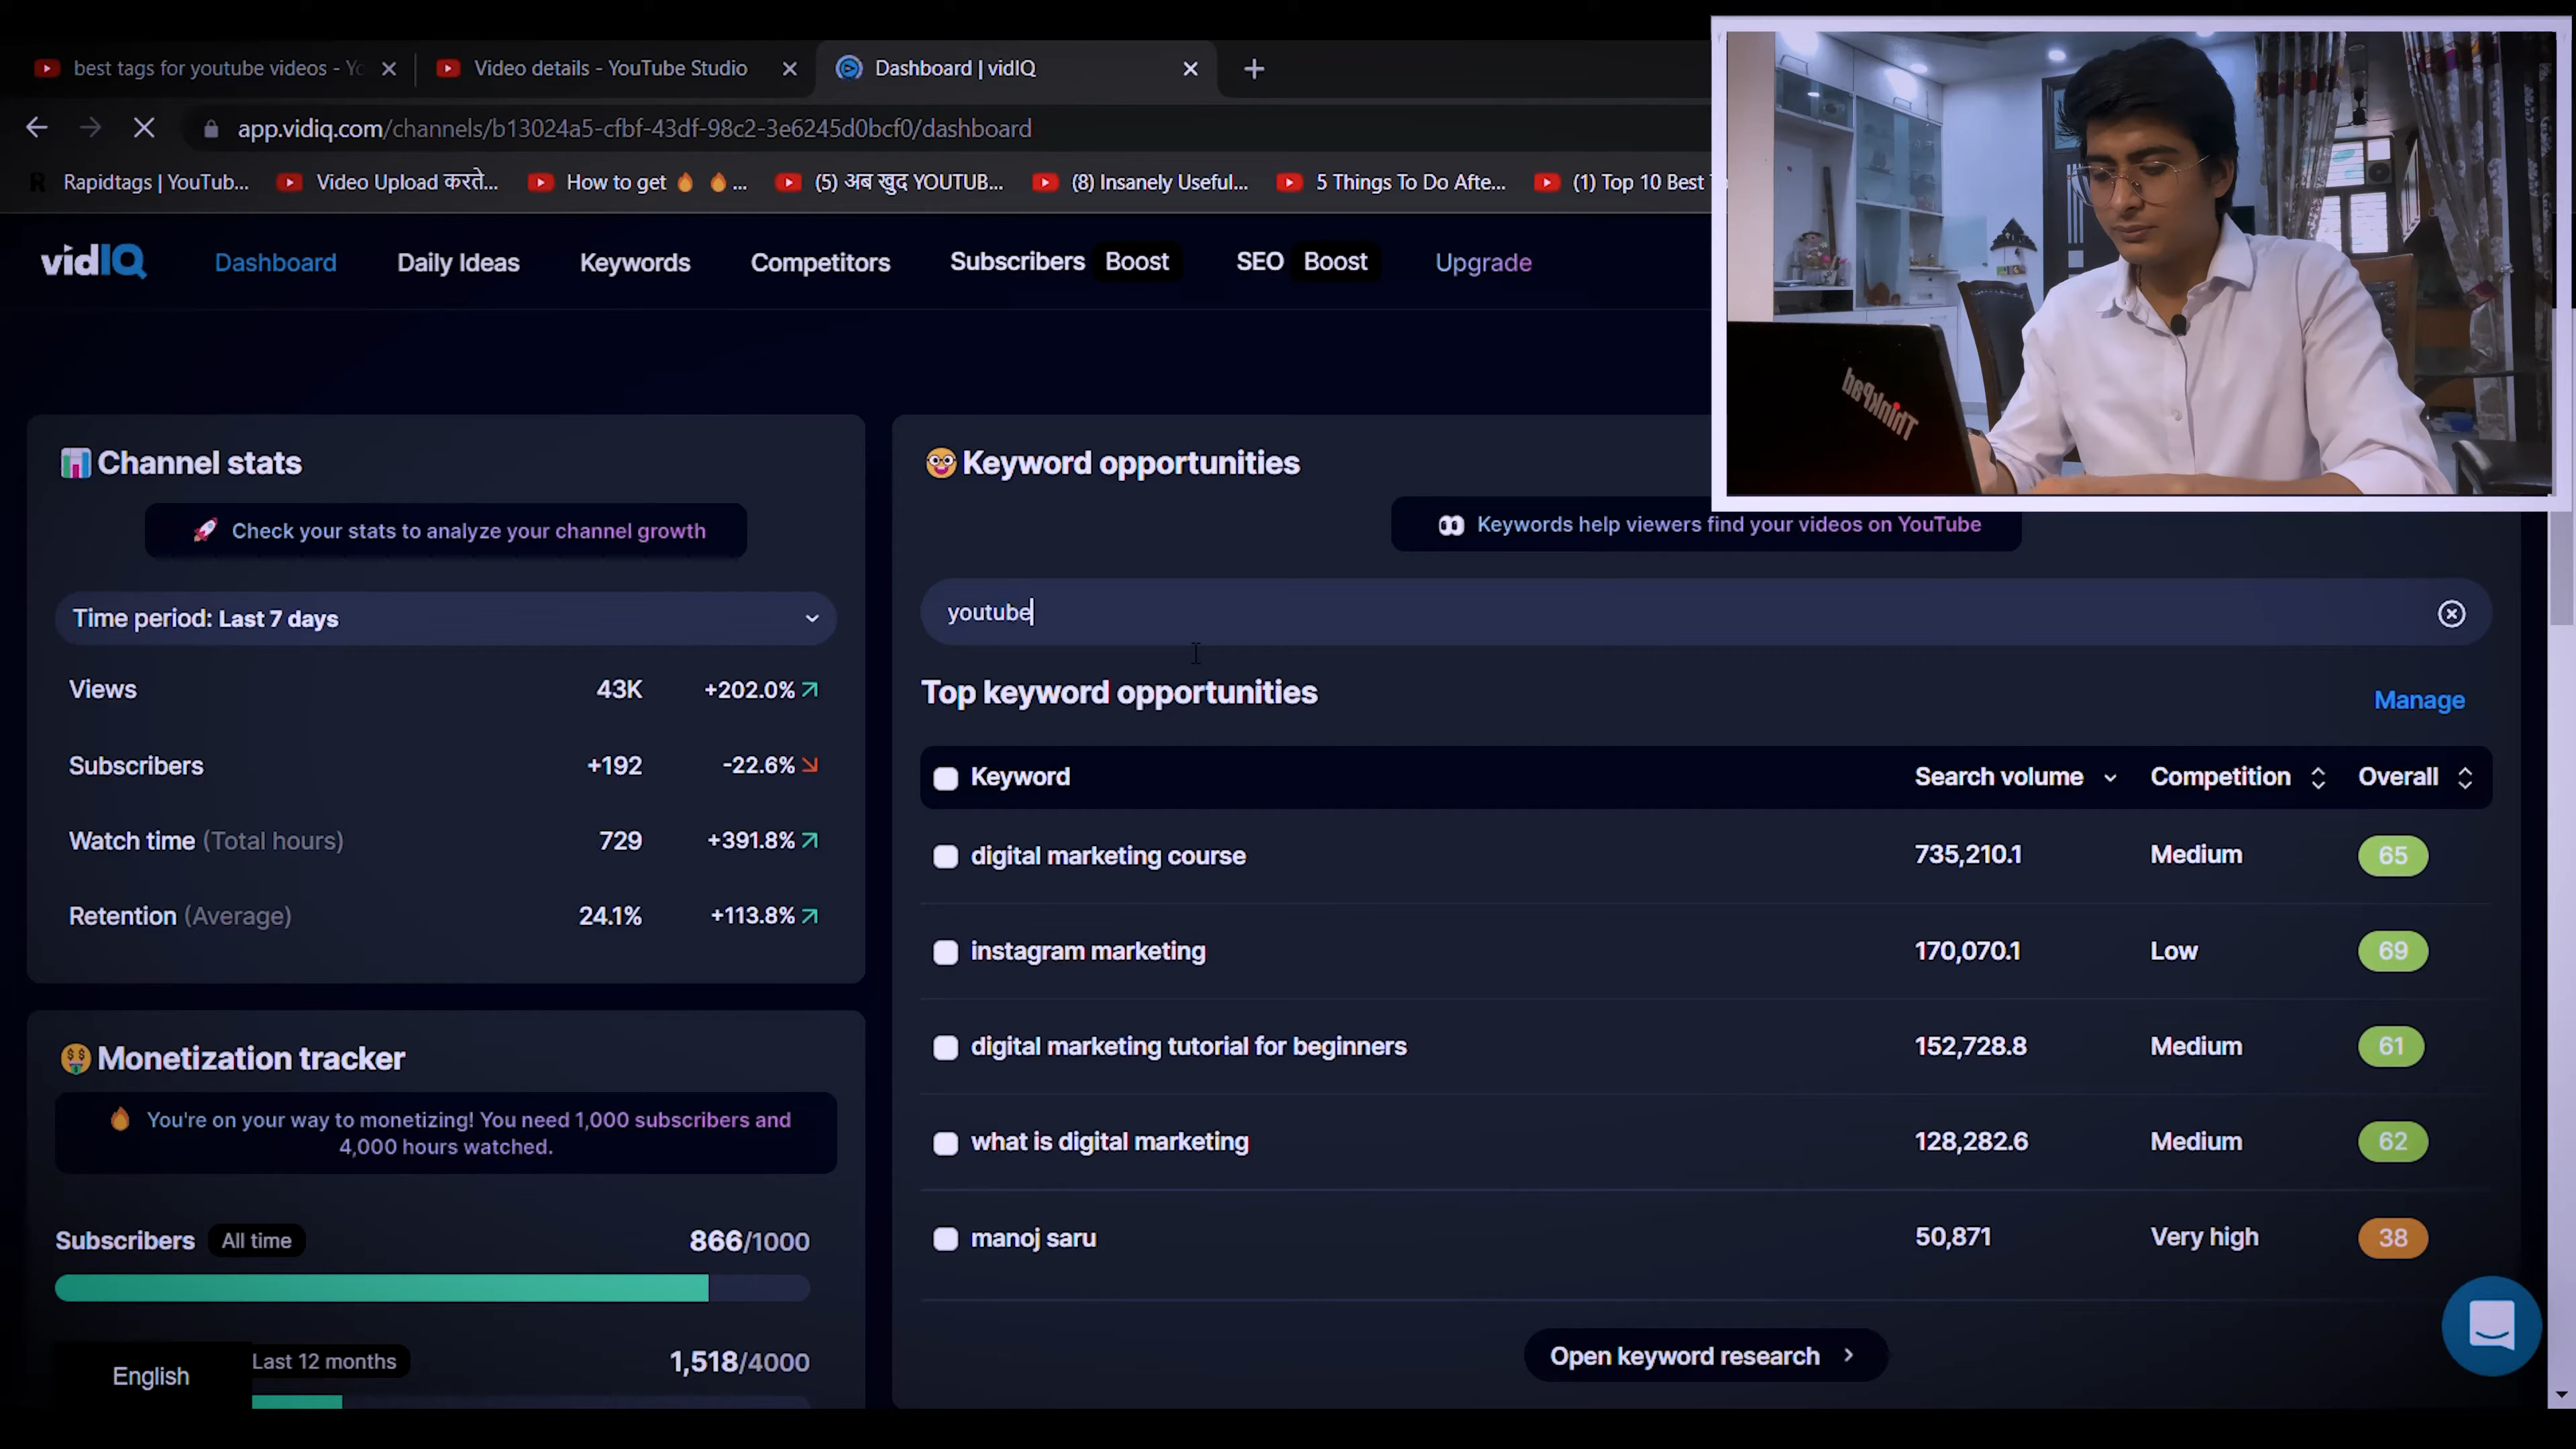 best tags for youtube videos - Yo
Video details - YouTube Studio
Dashboard | vidIQ
app.vidiq.com/channels/b13024a5-cfbf-43df-98c2-3e6245d0bcf0/dashboard
Rapidtags | YouTub...
Video Upload करते...
How to get 🔥 🔥 ...
(5) अब खुद YOUTUB...
(8) Insanely Useful...
5 Things To Do Afte...
(1) Top 10 Best T
vidIQ
Dashboard
Daily Ideas
Keywords
Competitors
Subscribers Boost
SEO Boost
Upgrade
ThinkPad
Channel stats
Check your stats to analyze your channel growth
Time period: Last 7 days
Views 43K +202.0%
Subscribers +192 -22.6%
Watch time (Total hours) 729 +391.8%
Retention (Average) 24.1% +113.8%
Monetization tracker
You're on your way to monetizing! You need 1,000 subscribers and
4,000 hours watched.
Subscribers All time 866/1000
Last 12 months 1,518/4000
English
Keyword opportunities
Keywords help viewers find your videos on YouTube
youtube
Top keyword opportunities
Manage
Keyword Search volume Competition Overall
digital marketing course 735,210.1 Medium 65
instagram marketing 170,070.1 Low 69
digital marketing tutorial for beginners 152,728.8 Medium 61
what is digital marketing 128,282.6 Medium 62
manoj saru 50,871 Very high 38
Open keyword research